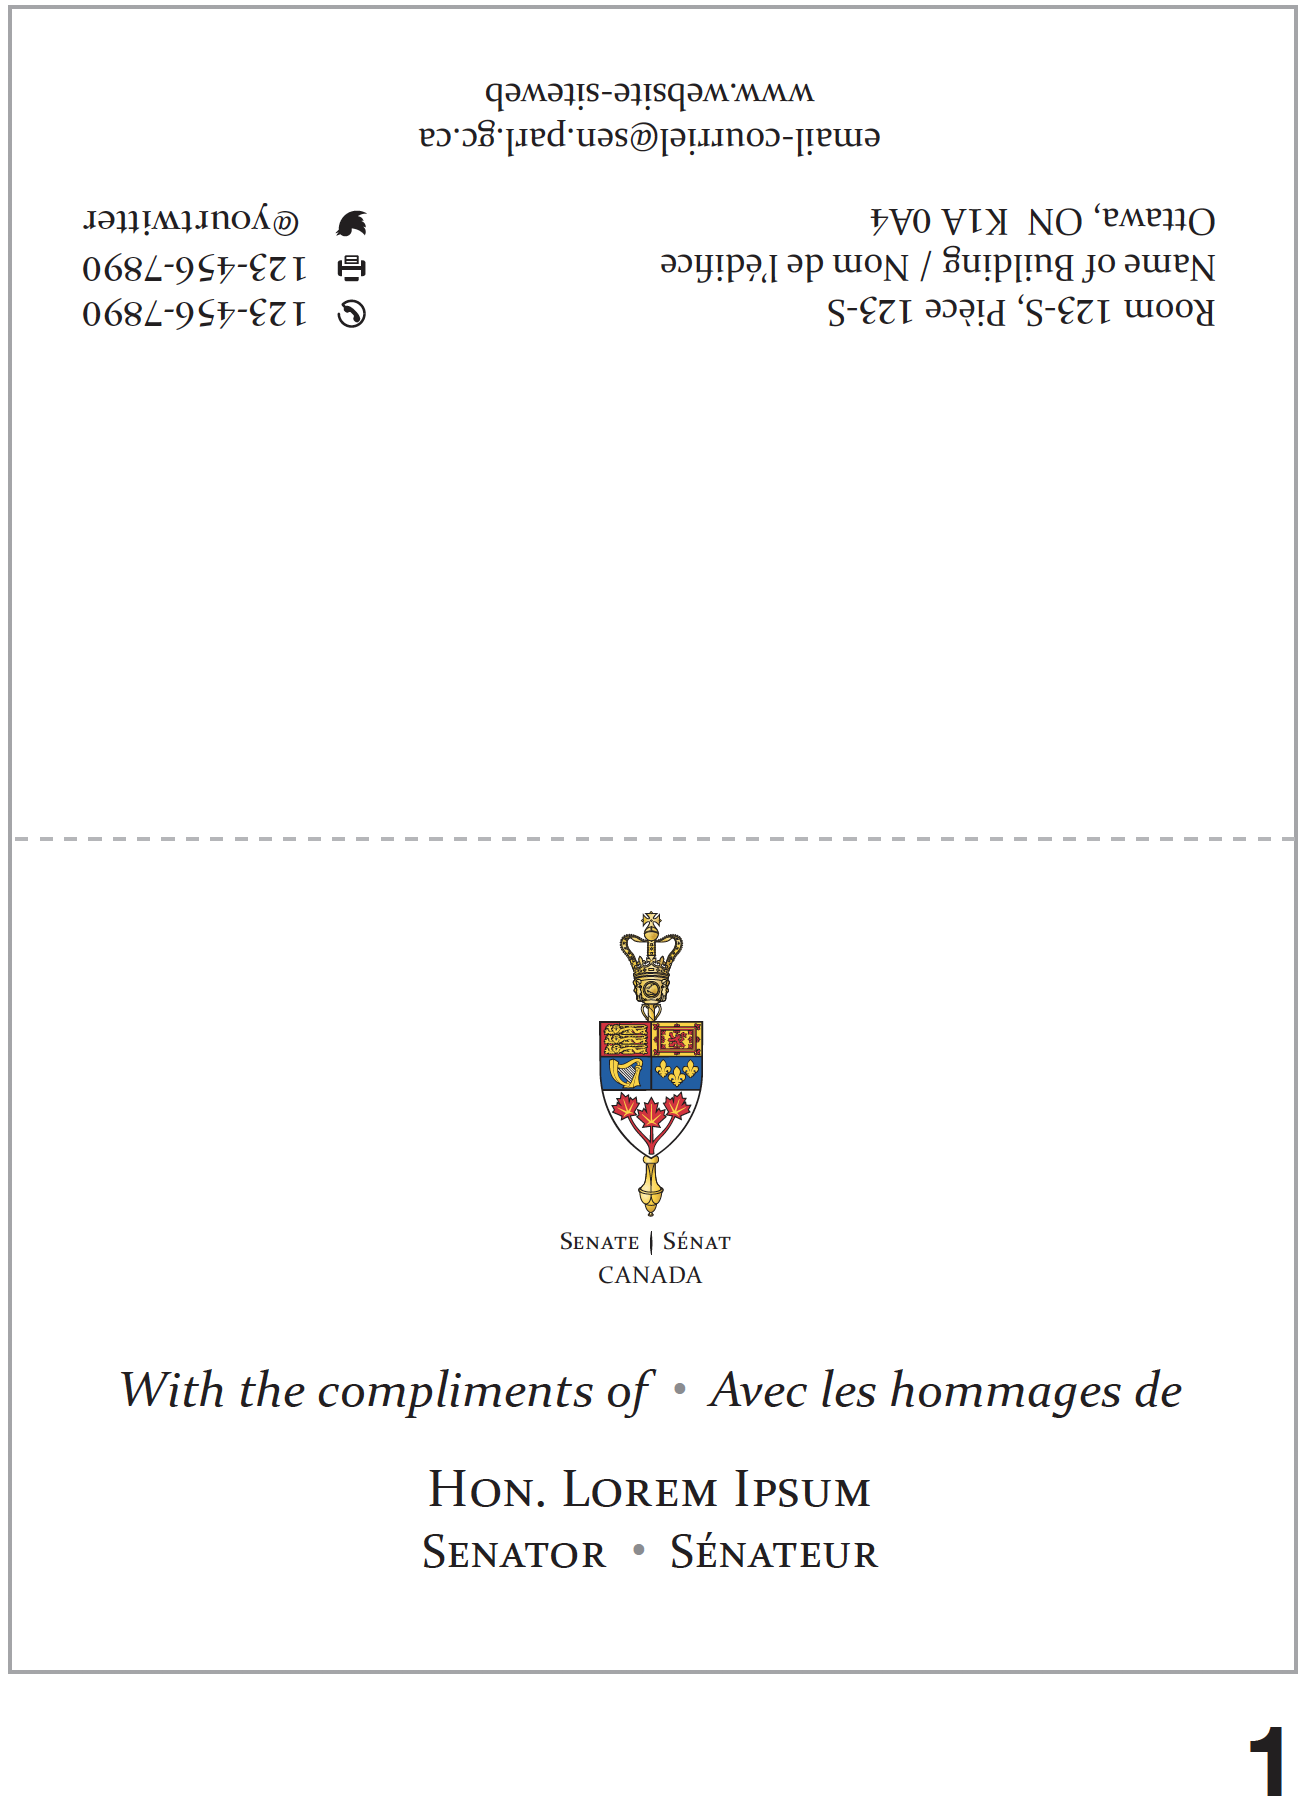 Room 123-S, Pièce 123-S
Name of Building / Nom de l'édifice
Ottawa, ON  K1A 0A4
123-456-7890
123-456-7890
@yourtwitter
email-courriel@sen.parl.gc.ca
www.website-siteweb
SENATE | SÉNAT
CANADA
With the compliments of • Avec les hommages de
HON. LOREM IPSUM
SENATOR • SÉNATEUR
1